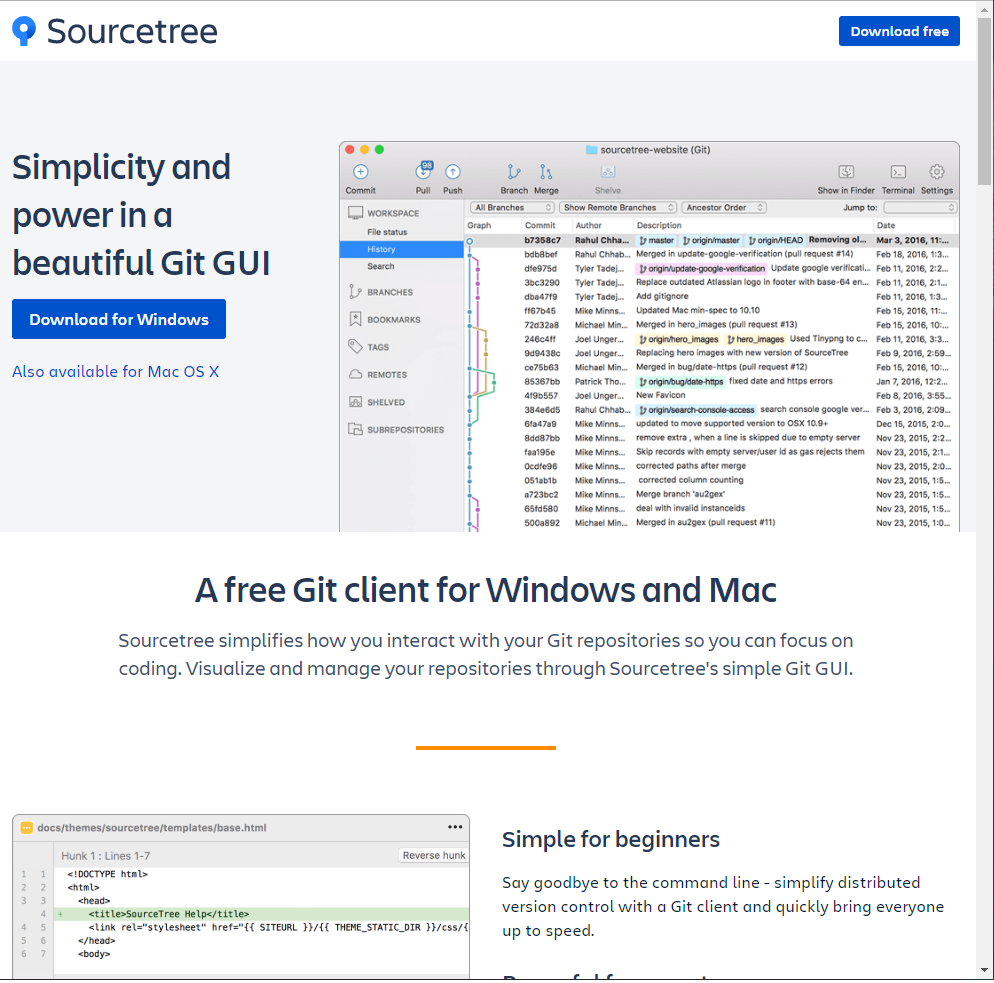 Sourcetree
Download free
Simplicity and
power in a
beautiful Git GUI
Download for Windows
Also available for Mac OS X
sourcetree-website (Git)
98
Commit Pull Push Branch Merge Shelve Show in Finder Terminal Settings
All Branches Show Remote Branches Ancestor Order Jump to:
WORKSPACE
File status
History
Search
BRANCHES
BOOKMARKS
TAGS
REMOTES
SHELVED
SUBREPOSITORIES
Graph Commit Author Description Date
b7358c7 Rahul Chha... master origin/master origin/HEAD Removing ol... Mar 3, 2016, 11:...
bdb8bef Rahul Chhab... Merged in update-google-verification (pull request #14) Feb 18, 2016, 1:3...
dfe975d Tyler Tadej... origin/update-google-verification Update google verificati... Feb 11, 2016, 2:2...
3bc3290 Tyler Tadej... Replace outdated Atlassian logo in footer with base-64 en... Feb 11, 2016, 2:1...
dba47f9 Tyler Tadej... Add gitignore Feb 11, 2016, 1:3...
ff67b45 Mike Minns... Updated Mac min-spec to 10.10 Feb 15, 2016, 11:...
72d32a8 Michael Min... Merged in hero_images (pull request #13) Feb 15, 2016, 10:...
246c4ff Joel Unger... origin/hero_images hero_images Used Tinypng to c... Feb 11, 2016, 3:3...
9d9438c Joel Unger... Replacing hero images with new version of SourceTree Feb 9, 2016, 2:59...
ce75b63 Michael Min... Merged in bug/date-https (pull request #12) Feb 15, 2016, 10:...
85367bb Patrick Tho... origin/bug/date-https fixed date and https errors Jan 7, 2016, 12:2...
4f9b557 Joel Unger... New Favicon Feb 8, 2016, 3:55...
384e6d5 Rahul Chhab... origin/search-console-access search console google ver... Feb 3, 2016, 2:09...
6fa47a9 Mike Minns... updated to move supported version to OSX 10.9+ Dec 15, 2015, 2:0...
8dd87bb Mike Minns... remove extra , when a line is skipped due to empty server Nov 23, 2015, 2:2...
faa195e Mike Minns... Skip records with empty server/user id as gas rejects them Nov 23, 2015, 2:1...
0cdfe96 Mike Minns... corrected paths after merge Nov 23, 2015, 2:0...
051ab1b Mike Minns... corrected column counting Nov 23, 2015, 1:5...
a723bc2 Mike Minns... Merge branch 'au2gex' Nov 23, 2015, 1:5...
65fd580 Mike Minns... deal with invalid instanceids Nov 23, 2015, 1:5...
500a892 Michael Min... Merged in au2gex (pull request #11) Nov 23, 2015, 1:0...
A free Git client for Windows and Mac
Sourcetree simplifies how you interact with your Git repositories so you can focus on
coding. Visualize and manage your repositories through Sourcetree's simple Git GUI.
docs/themes/sourcetree/templates/base.html
Hunk 1 : Lines 1-7 Reverse hunk
1 1 <!DOCTYPE html>
2 2 <html>
3 3 <head>
4 + <title>SourceTree Help</title>
4 5 <link rel="stylesheet" href="{{ SITEURL }}/{{ THEME_STATIC_DIR }}/css/{
5 6 </head>
6 7 <body>
Simple for beginners
Say goodbye to the command line - simplify distributed
version control with a Git client and quickly bring everyone
up to speed.